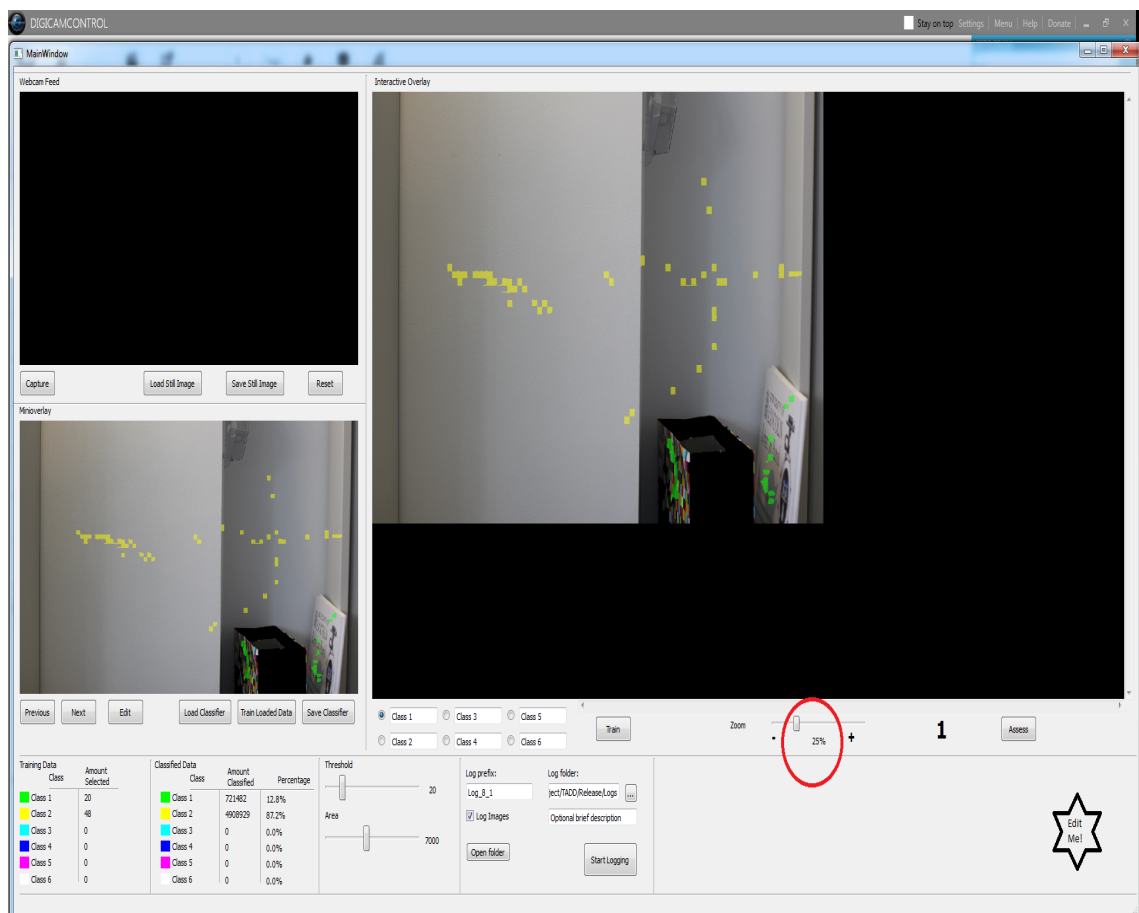 DIGICAMCONTROL
Stay on top Settings | Menu | Help | Donate |
MainWindow
Webcam Feed
Interactive Overlay
Capture
Load Still Image
Save Still Image
Reset
Minioverlay
Previous
Next
Edit
Load Classifier
Train Loaded Data
Save Classifier
Class 1
Class 3
Class 5
Class 2
Class 4
Class 6
Train
Zoom
- 25% +
1
Assess
Training Data
Class Amount Selected
Class 1 20
Class 2 48
Class 3 0
Class 4 0
Class 5 0
Class 6 0
Classified Data
Class Amount Classified Percentage
Class 1 721482 12.8%
Class 2 4908929 87.2%
Class 3 0 0.0%
Class 4 0 0.0%
Class 5 0 0.0%
Class 6 0 0.0%
Threshold
20
Area
7000
Log prefix:
Log_8_1
Log Images
Open folder
Log folder:
ject/TADD/Release/Logs ...
Optional brief description
Start Logging
Edit
Me!